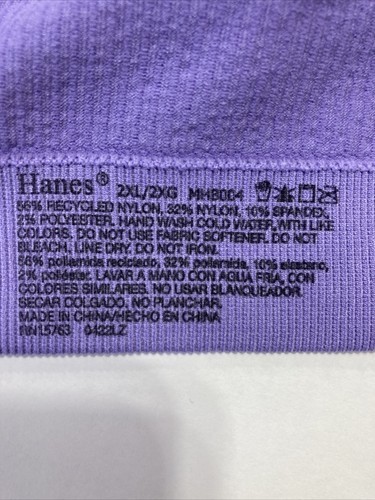 Hanes® 2XL/2XG MHB004
56% RECYCLED NYLON, 32% NYLON, 10% SPANDEX,
2% POLYESTER. HAND WASH COLD WATER, WITH LIKE
COLORS. DO NOT USE FABRIC SOFTENER. DO NOT
BLEACH. LINE DRY. DO NOT IRON.
56% poliamida reciclado, 32% poliamida, 10% elastano,
2% poliéster. LAVAR A MANO CON AGUA FRIA, CON
COLORES SIMILARES. NO USAR BLANQUEADOR.
SECAR COLGADO. NO PLANCHAR.
MADE IN CHINA/HECHO EN CHINA
RN15763 0422LZ